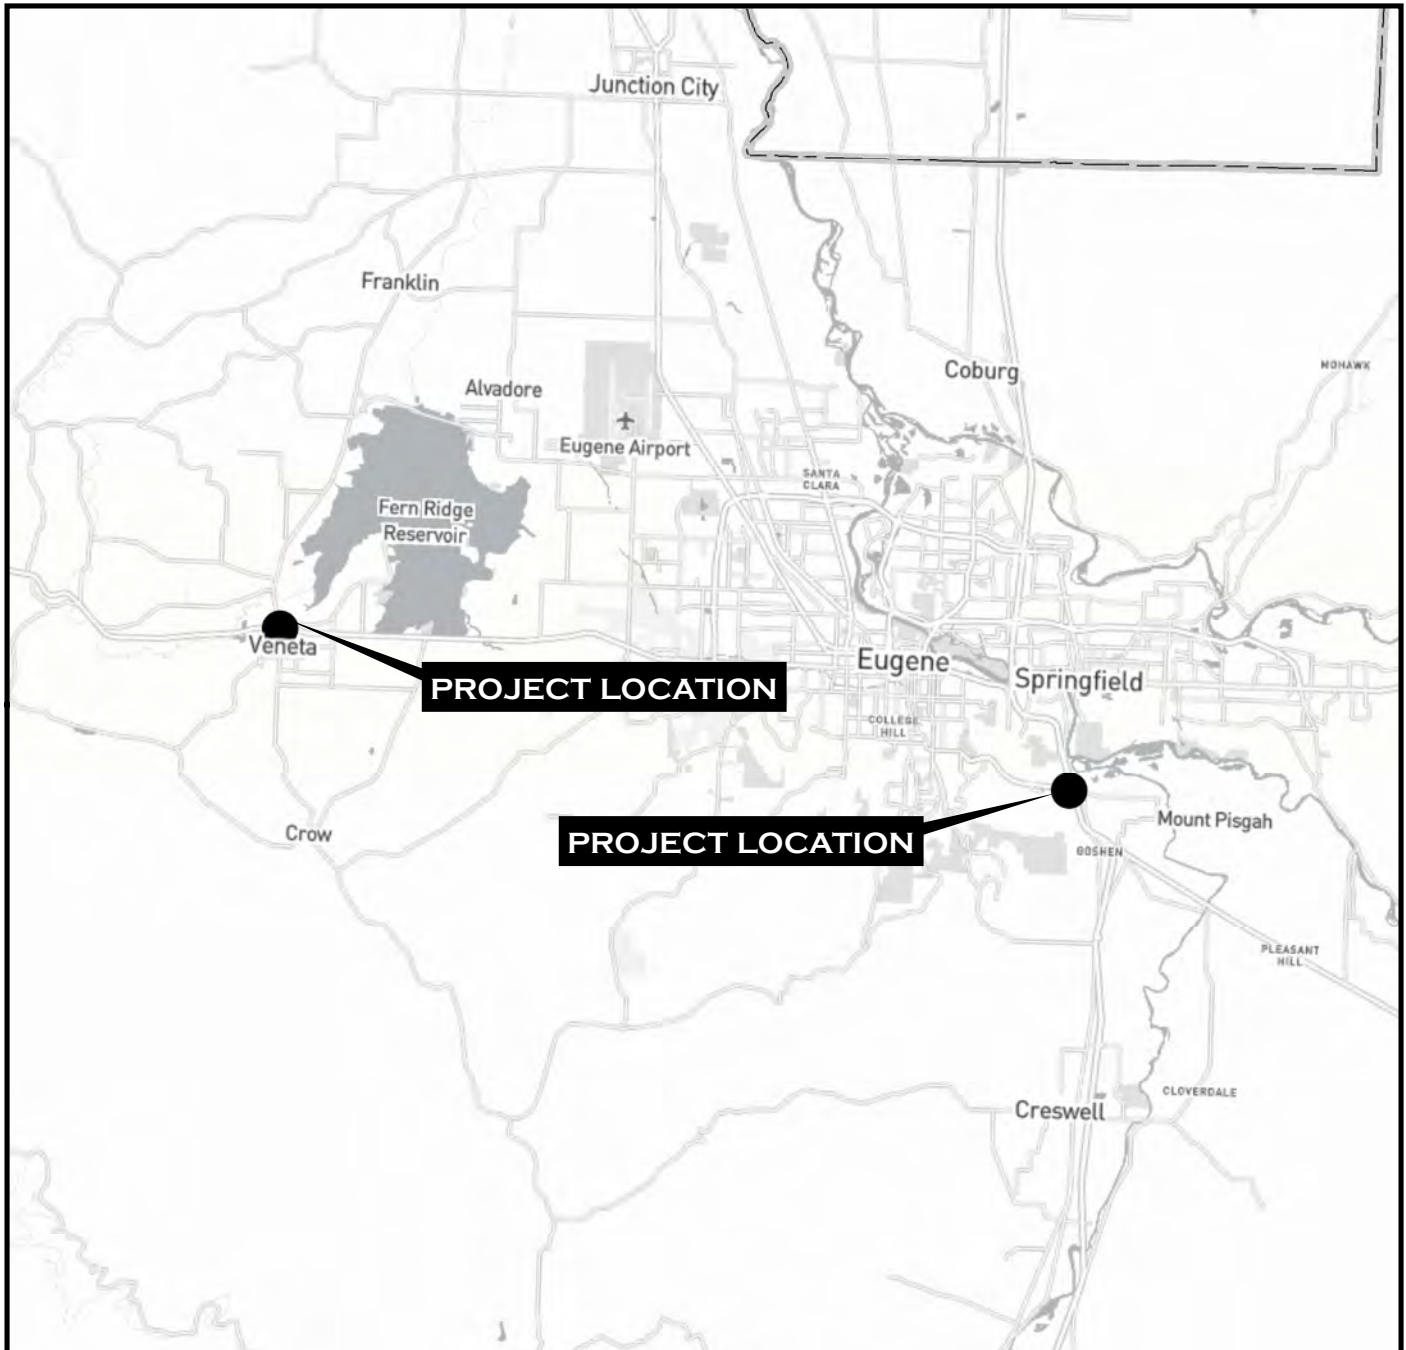 Junction City
Franklin
Coburg
MOHAWK
Alvadore
Eugene Airport
SANTA
CLARA
Fern Ridge
Reservoir
Veneta
Eugene
Springfield
PROJECT LOCATION
COLLEGE
HILL
Mount Pisgah
Crow
PROJECT LOCATION
GOSHEN
PLEASANT
HILL
CLOVERDALE
Creswell